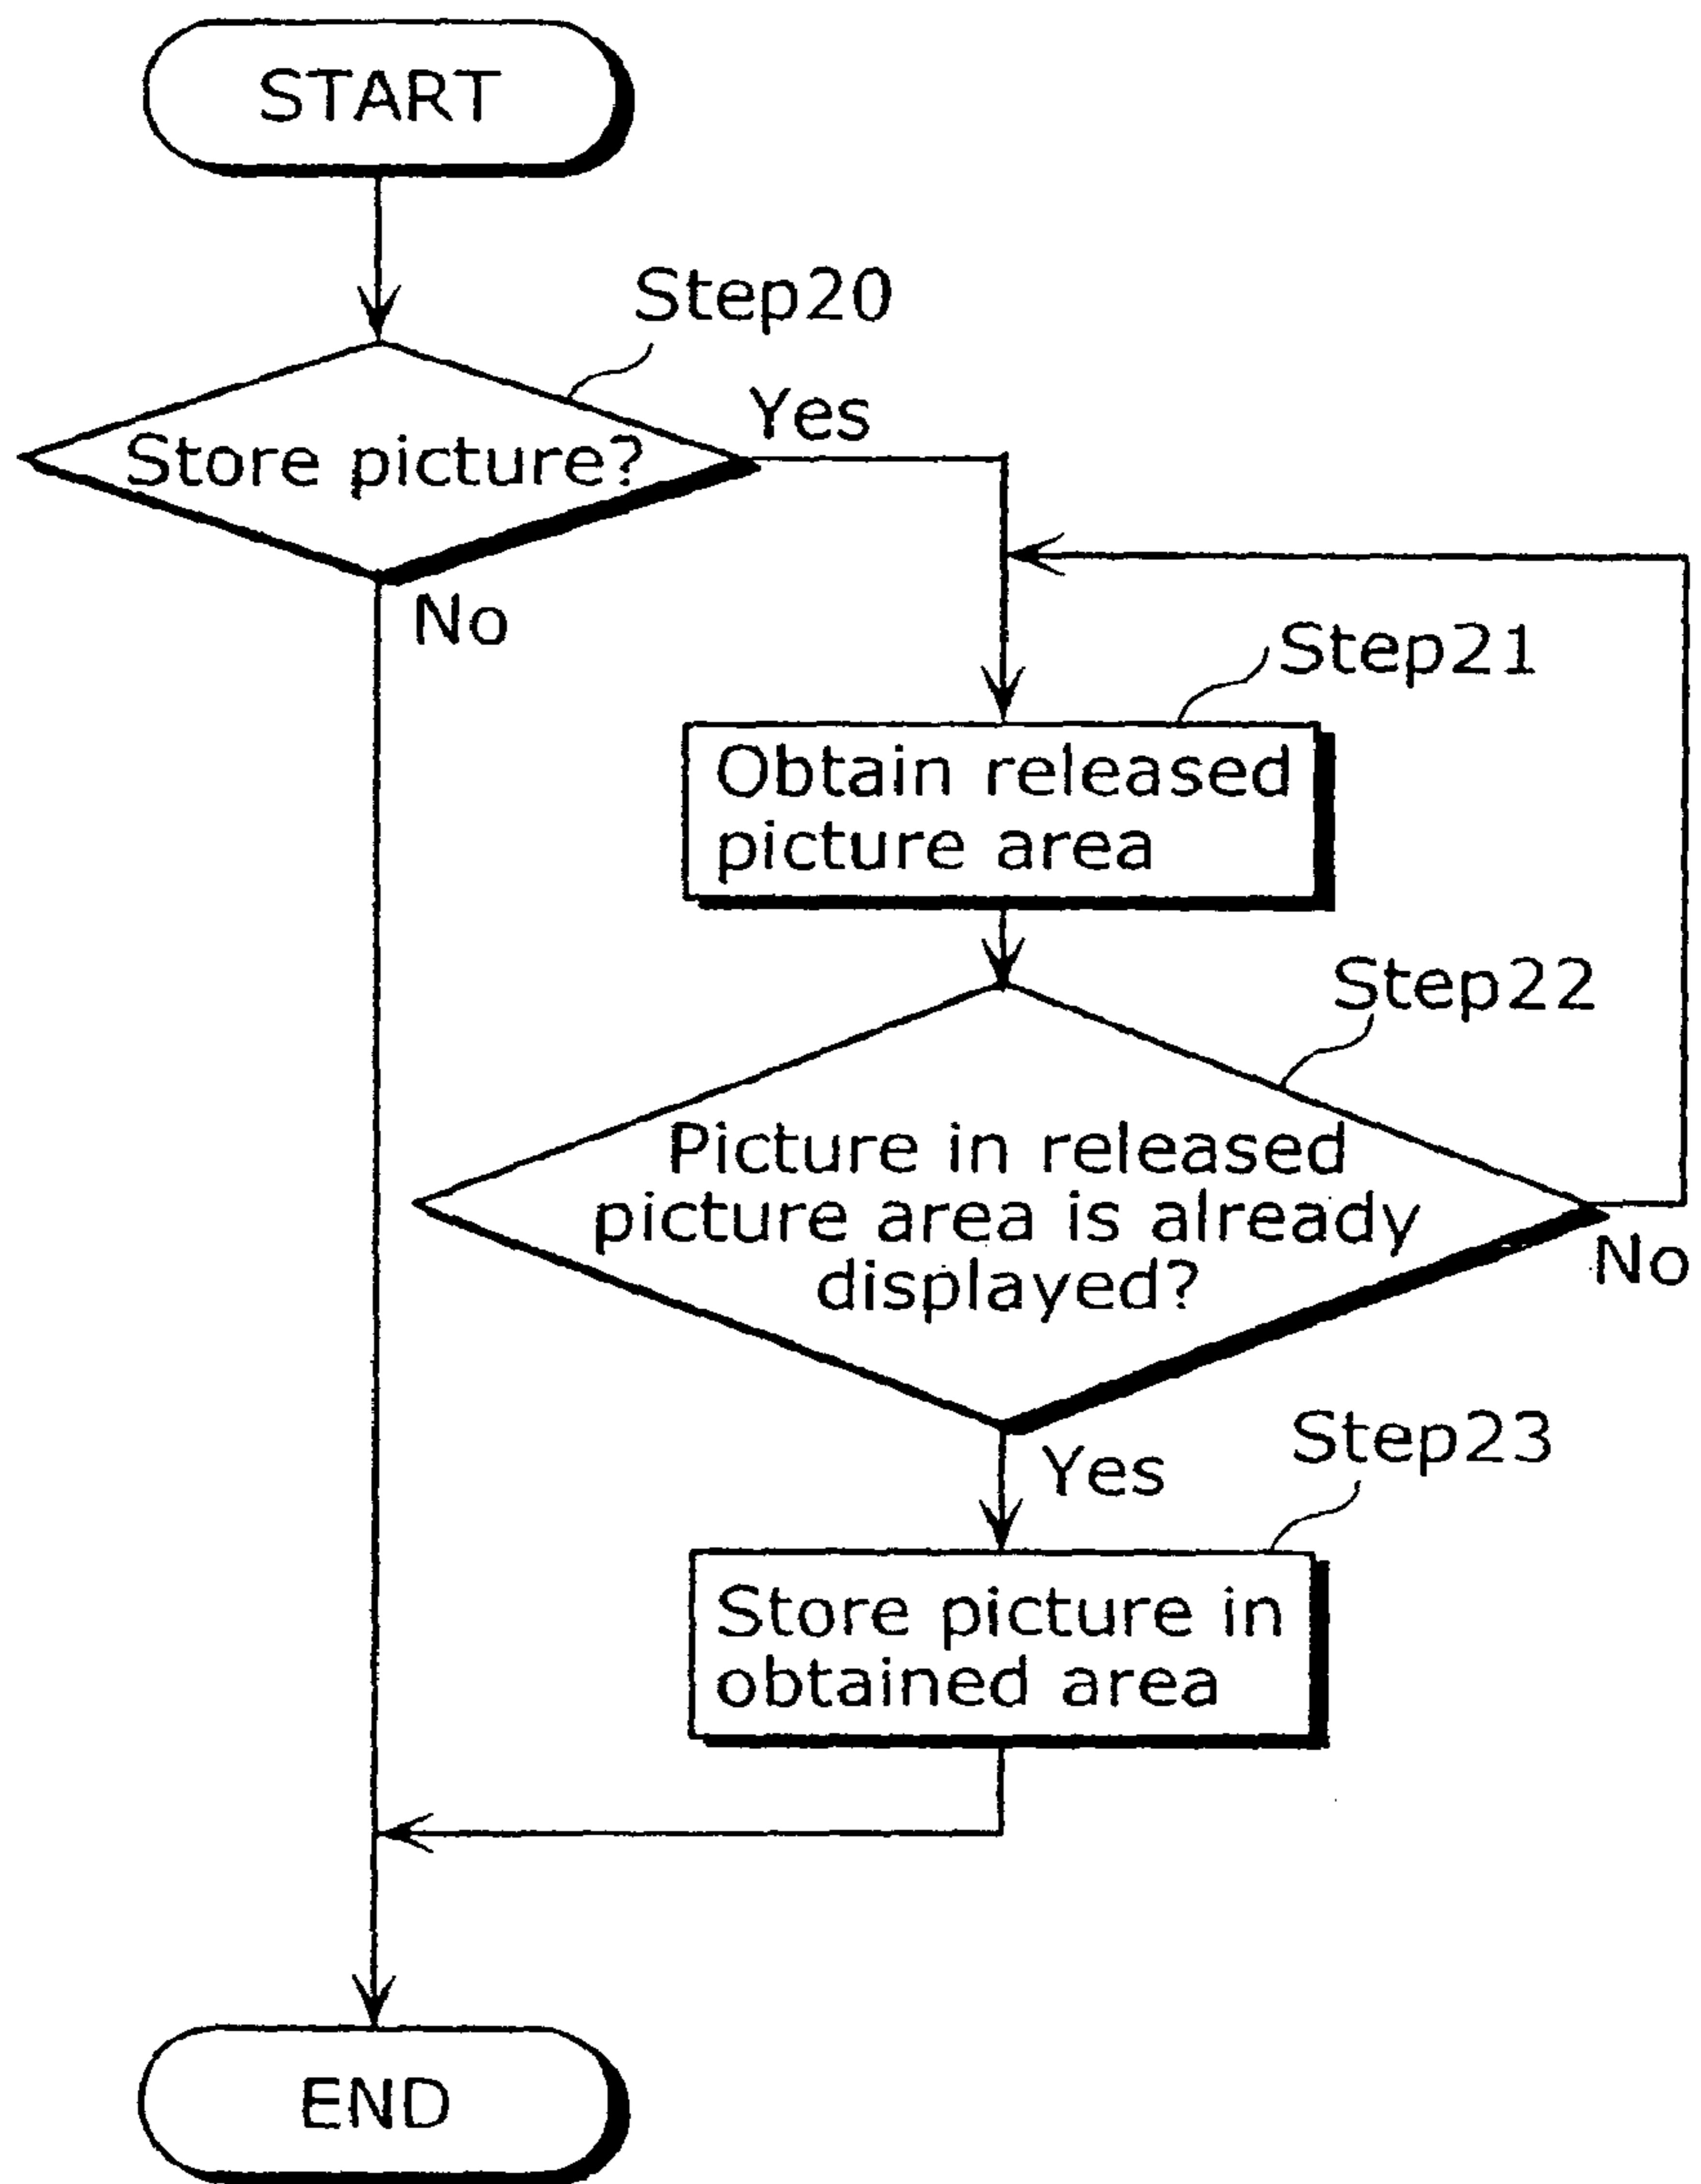 START
Step20
Yes
Store picture?
No
Step21
Obtain released
picture area
Step22
Picture in released
picture area is already
displayed?
No
Yes
Step23
Store picture in
obtained area
END